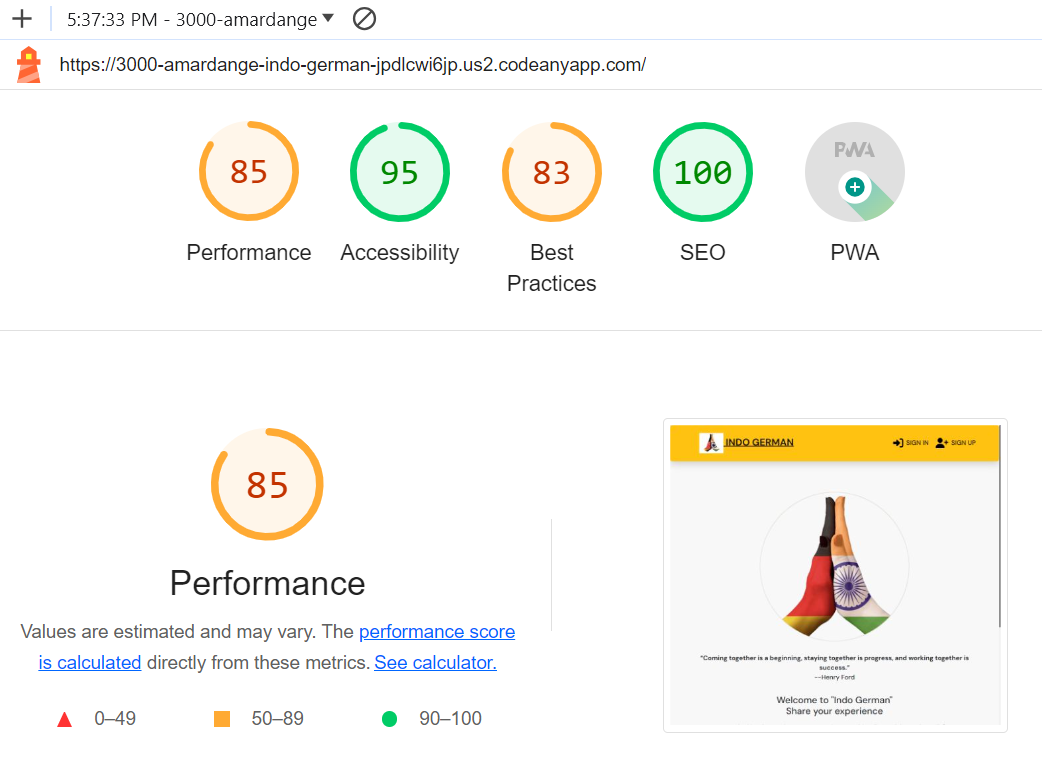 5:37:33 PM - 3000-amardange
https://3000-amardange-indo-german-jpdlcwi6jp.us2.codeanyapp.com/
85
95
83
100
PWA
Performance
Accessibility
Best
Practices
SEO
PWA
85
Performance
Values are estimated and may vary. The performance score
is calculated directly from these metrics. See calculator.
0–49
50–89
90–100
INDO GERMAN
SIGN IN
SIGN UP
"Coming together is a beginning, staying together is progress, and working together is
success."
--Henry Ford
Welcome to "Indo German"
Share your experience